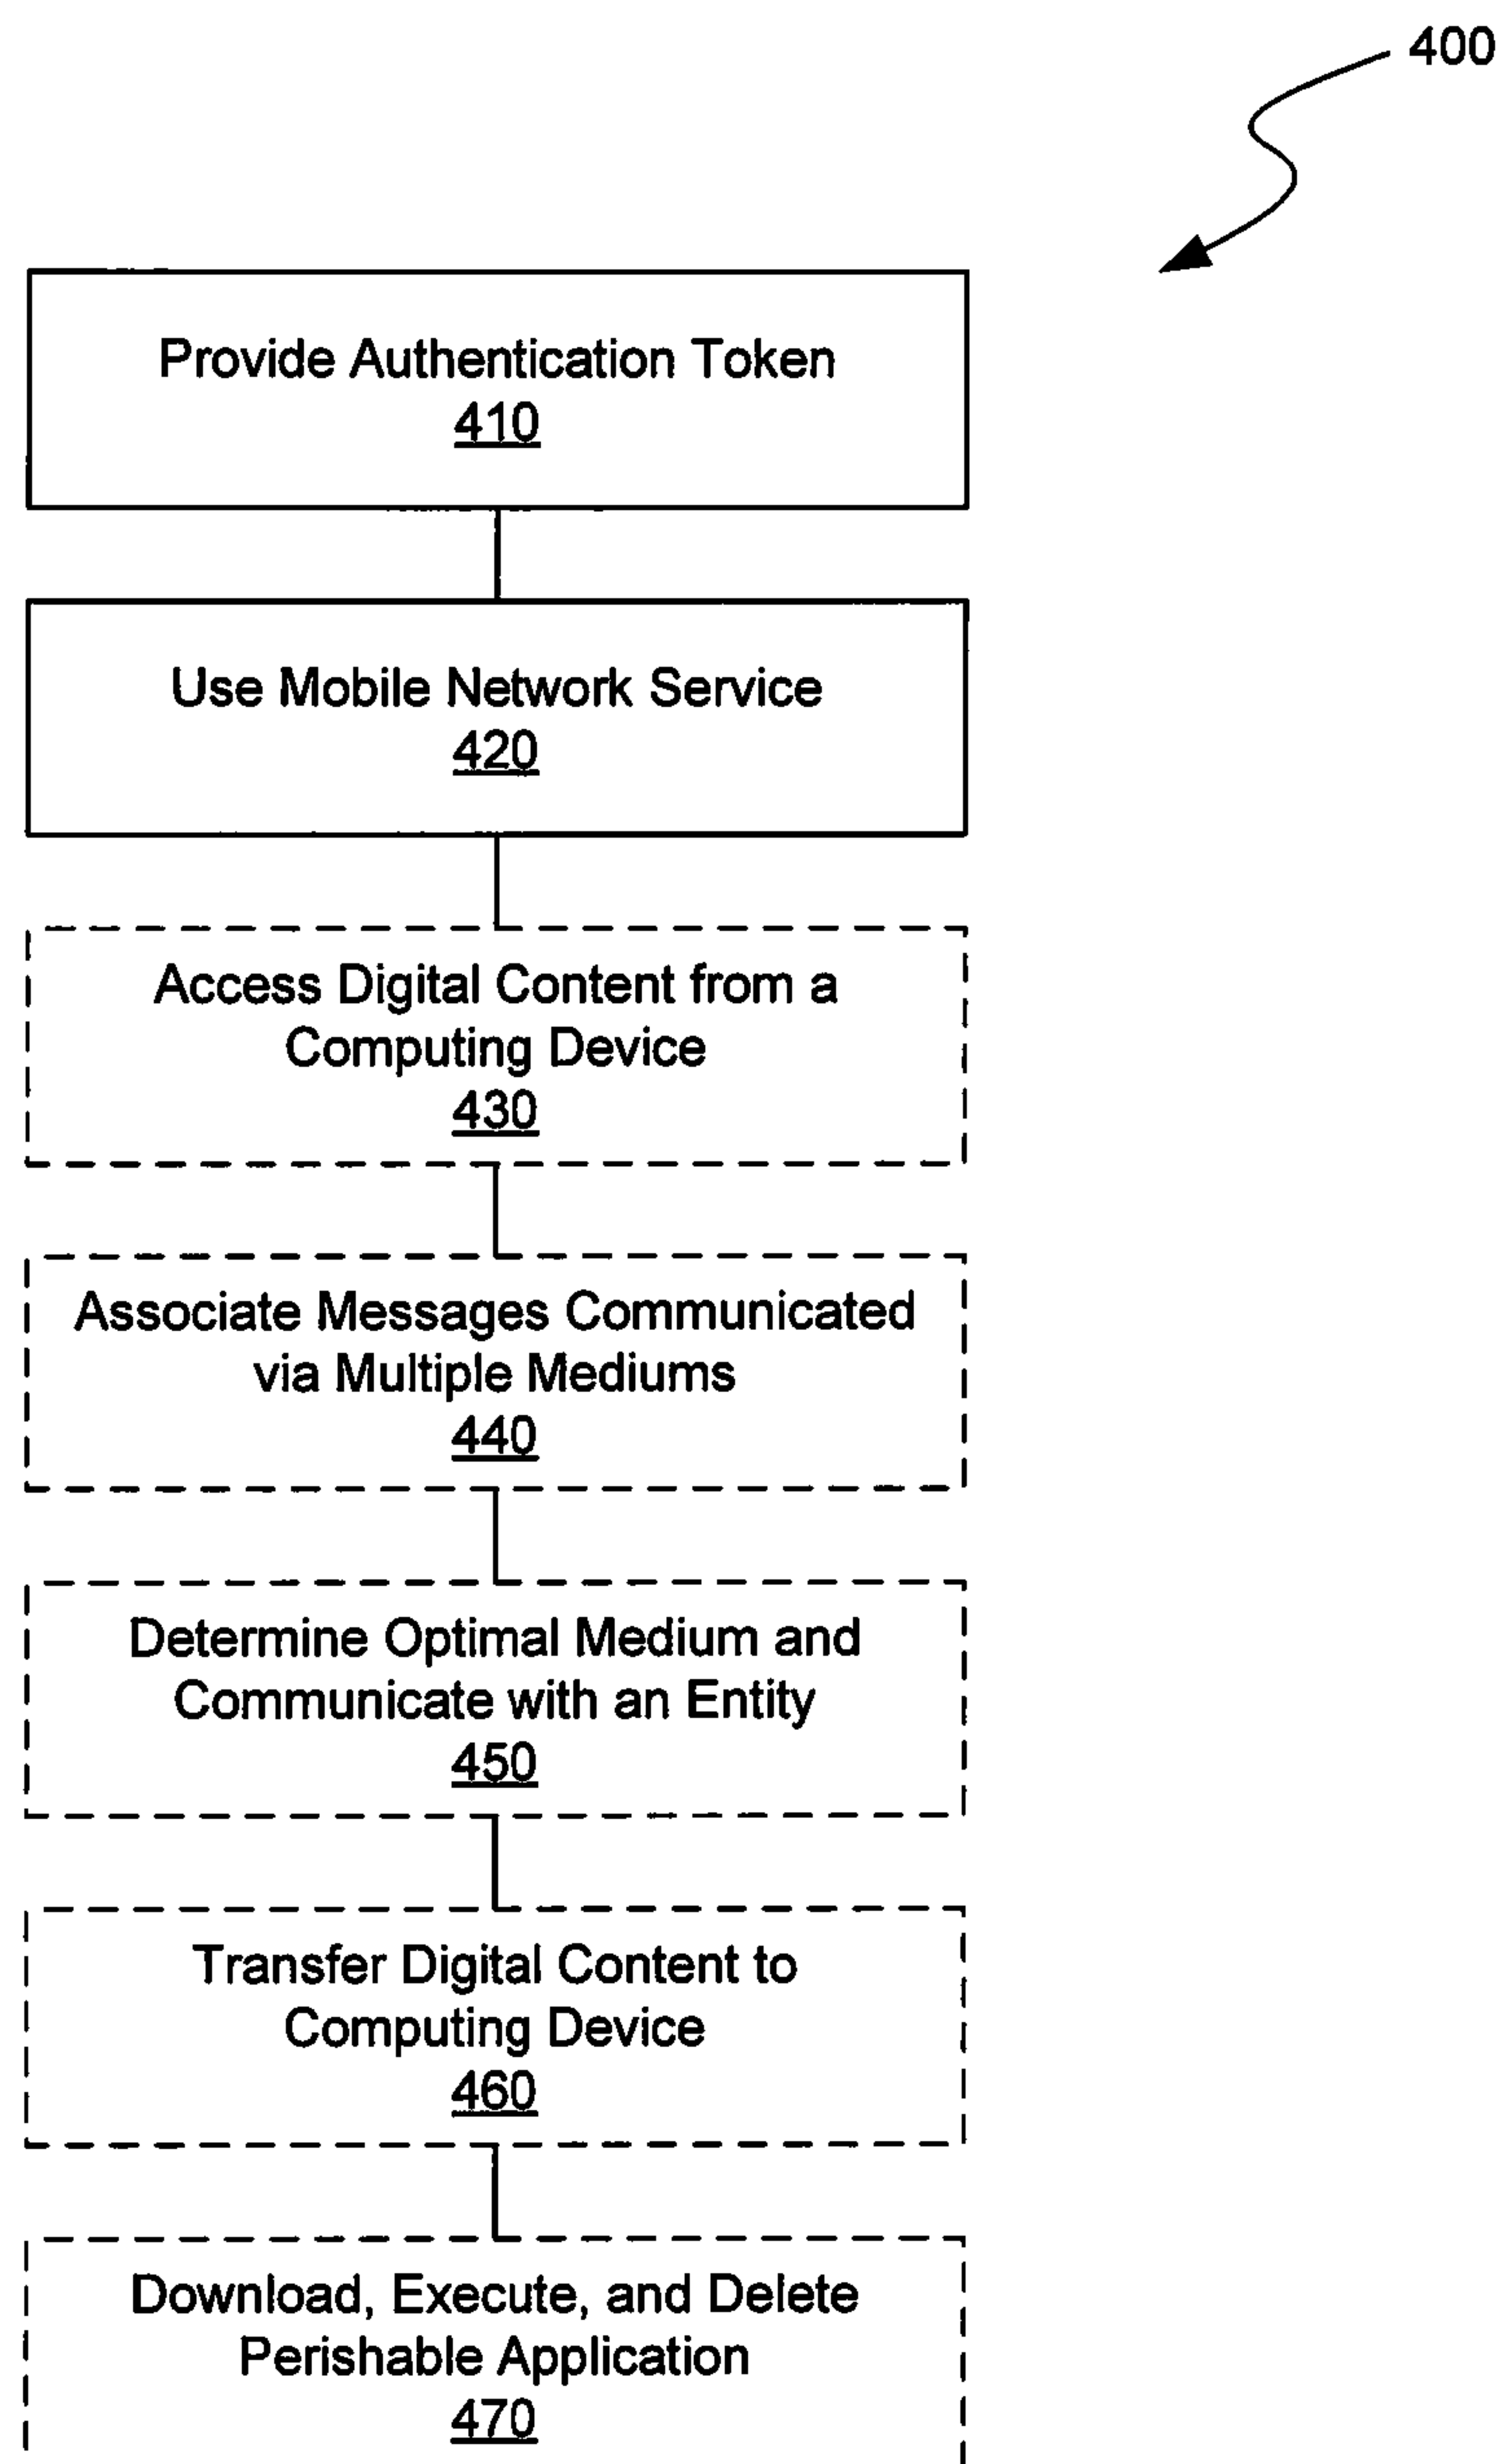 400
Provide Authentication Token
410
Use Mobile Network Service
420
Access Digital Content from a
Computing Device
430
Associate Messages Communicated
via Multiple Mediums
440
Determine Optimal Medium and
Communicate with an Entity
450
Transfer Digital Content to
Computing Device
460
Download, Execute, and Delete
Perishable Application
470